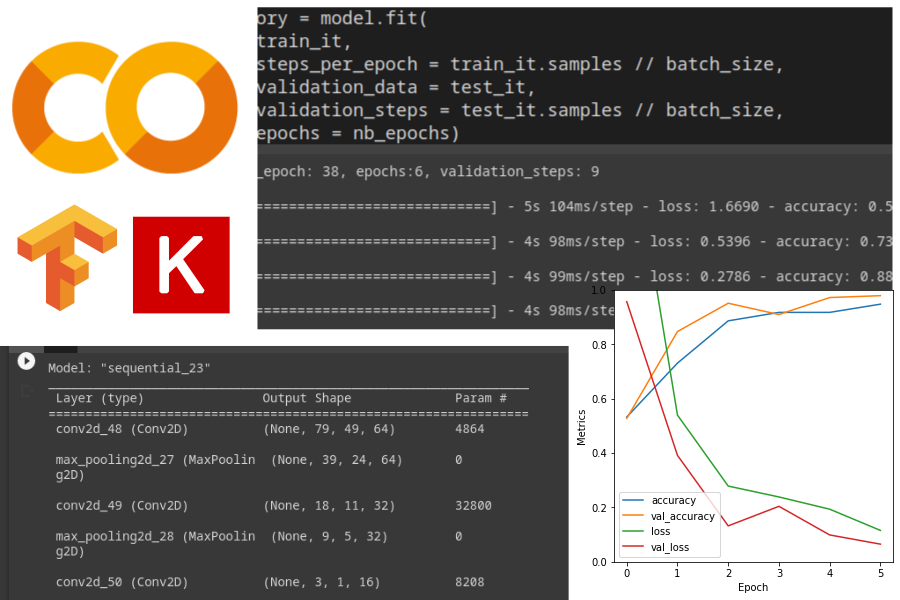 ory = model.fit(
train_it,
steps_per_epoch = train_it.samples // batch_size,
validation_data = test_it,
validation_steps = test_it.samples // batch_size,
epochs = nb_epochs)
_epoch: 38, epochs:6, validation_steps: 9
============================] - 5s 104ms/step - loss: 1.6690 - accuracy: 0.5
============================] - 4s 98ms/step - loss: 0.5396 - accuracy: 0.73
============================] - 4s 99ms/step - loss: 0.2786 - accuracy: 0.88
============================] - 4s 98ms/ste
K
Model: "sequential_23"
Layer (type) Output Shape Param #
=================================================================
conv2d_48 (Conv2D) (None, 79, 49, 64) 4864
max_pooling2d_27 (MaxPoolin (None, 39, 24, 64) 0
g2D)
conv2d_49 (Conv2D) (None, 18, 11, 32) 32800
max_pooling2d_28 (MaxPoolin (None, 9, 5, 32) 0
g2D)
conv2d_50 (Conv2D) (None, 3, 1, 16) 8208
1.0
0.8
0.6
0.4
0.2
0.0
Metrics
accuracy
val_accuracy
loss
val_loss
0 1 2 3 4 5
Epoch